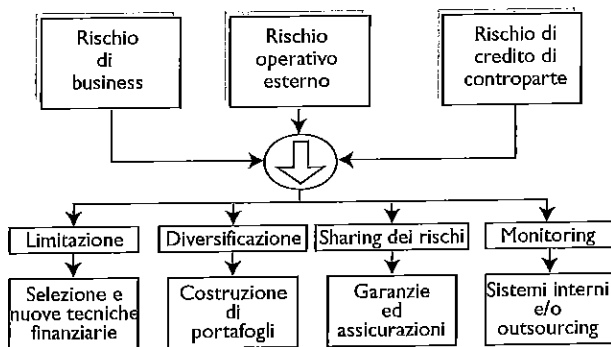 Rischio
di
business
Rischio
operativo
esterno
Rischio di
credito di
controparte
Limitazione
Diversificazione
Sharing dei rischi
Monitoring
Selezione e
nuove tecniche
finanziarie
Costruzione
di
portafogli
Garanzie
ed
assicurazioni
Sistemi interni
e/o
outsourcing